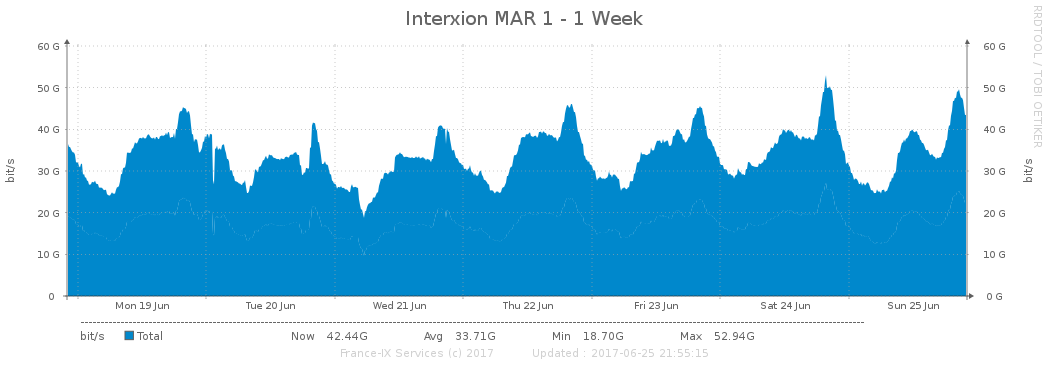 Interxion MAR 1 - 1 Week
RRDTOOL / TOBI OETIKER
60 G 60 G
50 G 50 G
40 G 40 G
30 G 30 G
20 G 20 G
10 G 10 G
0 0 G
bit/s bit/s
Mon 19 Jun Tue 20 Jun Wed 21 Jun Thu 22 Jun Fri 23 Jun Sat 24 Jun Sun 25 Jun
bit/s Total Now 42.44G Avg 33.71G Min 18.70G Max 52.94G
France-IX Services (c) 2017 Updated : 2017-06-25 21:55:15